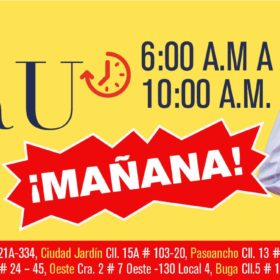 U
6:00 A.M A
10:00 A.M.
¡MAÑANA!
21A-334, Ciudad Jardín Cll. 15A # 103-20, Pasoancho Cll. 13 #
# 24 – 45, Oeste Cra. 2 # 7 Oeste -130 Local 4, Buga Cll.5 #